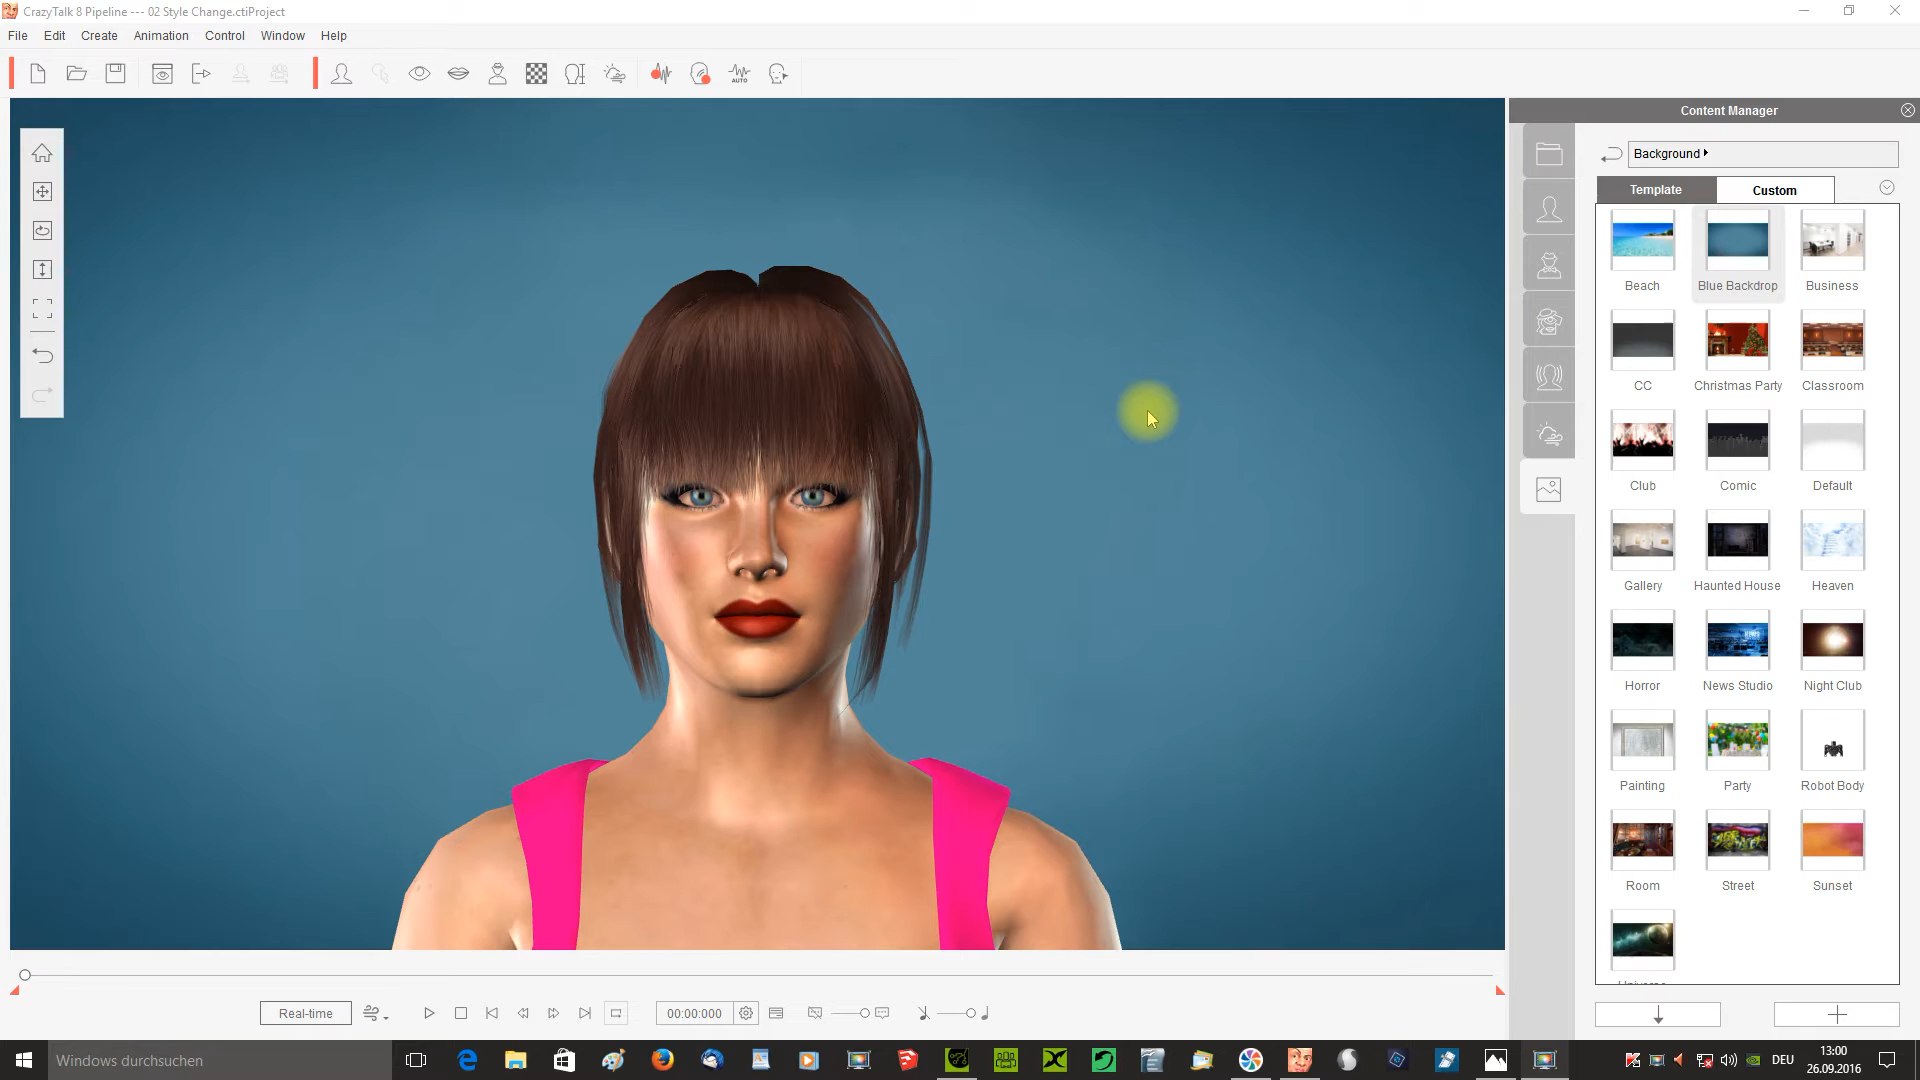 CrazyTalk 8 Pipeline --- 02 Style Change.ctiProject
File Edit Create Animation Control Window Help
AUTO
Content Manager
Background
Template Custom
Beach Blue Backdrop Business
CC Christmas Party Classroom
Club Comic Default
Gallery Haunted House Heaven
Horror News Studio Night Club
Painting Party Robot Body
Room Street Sunset
Universe
Real-time 00:00:000
Windows durchsuchen
DEU
13:00
26.09.2016